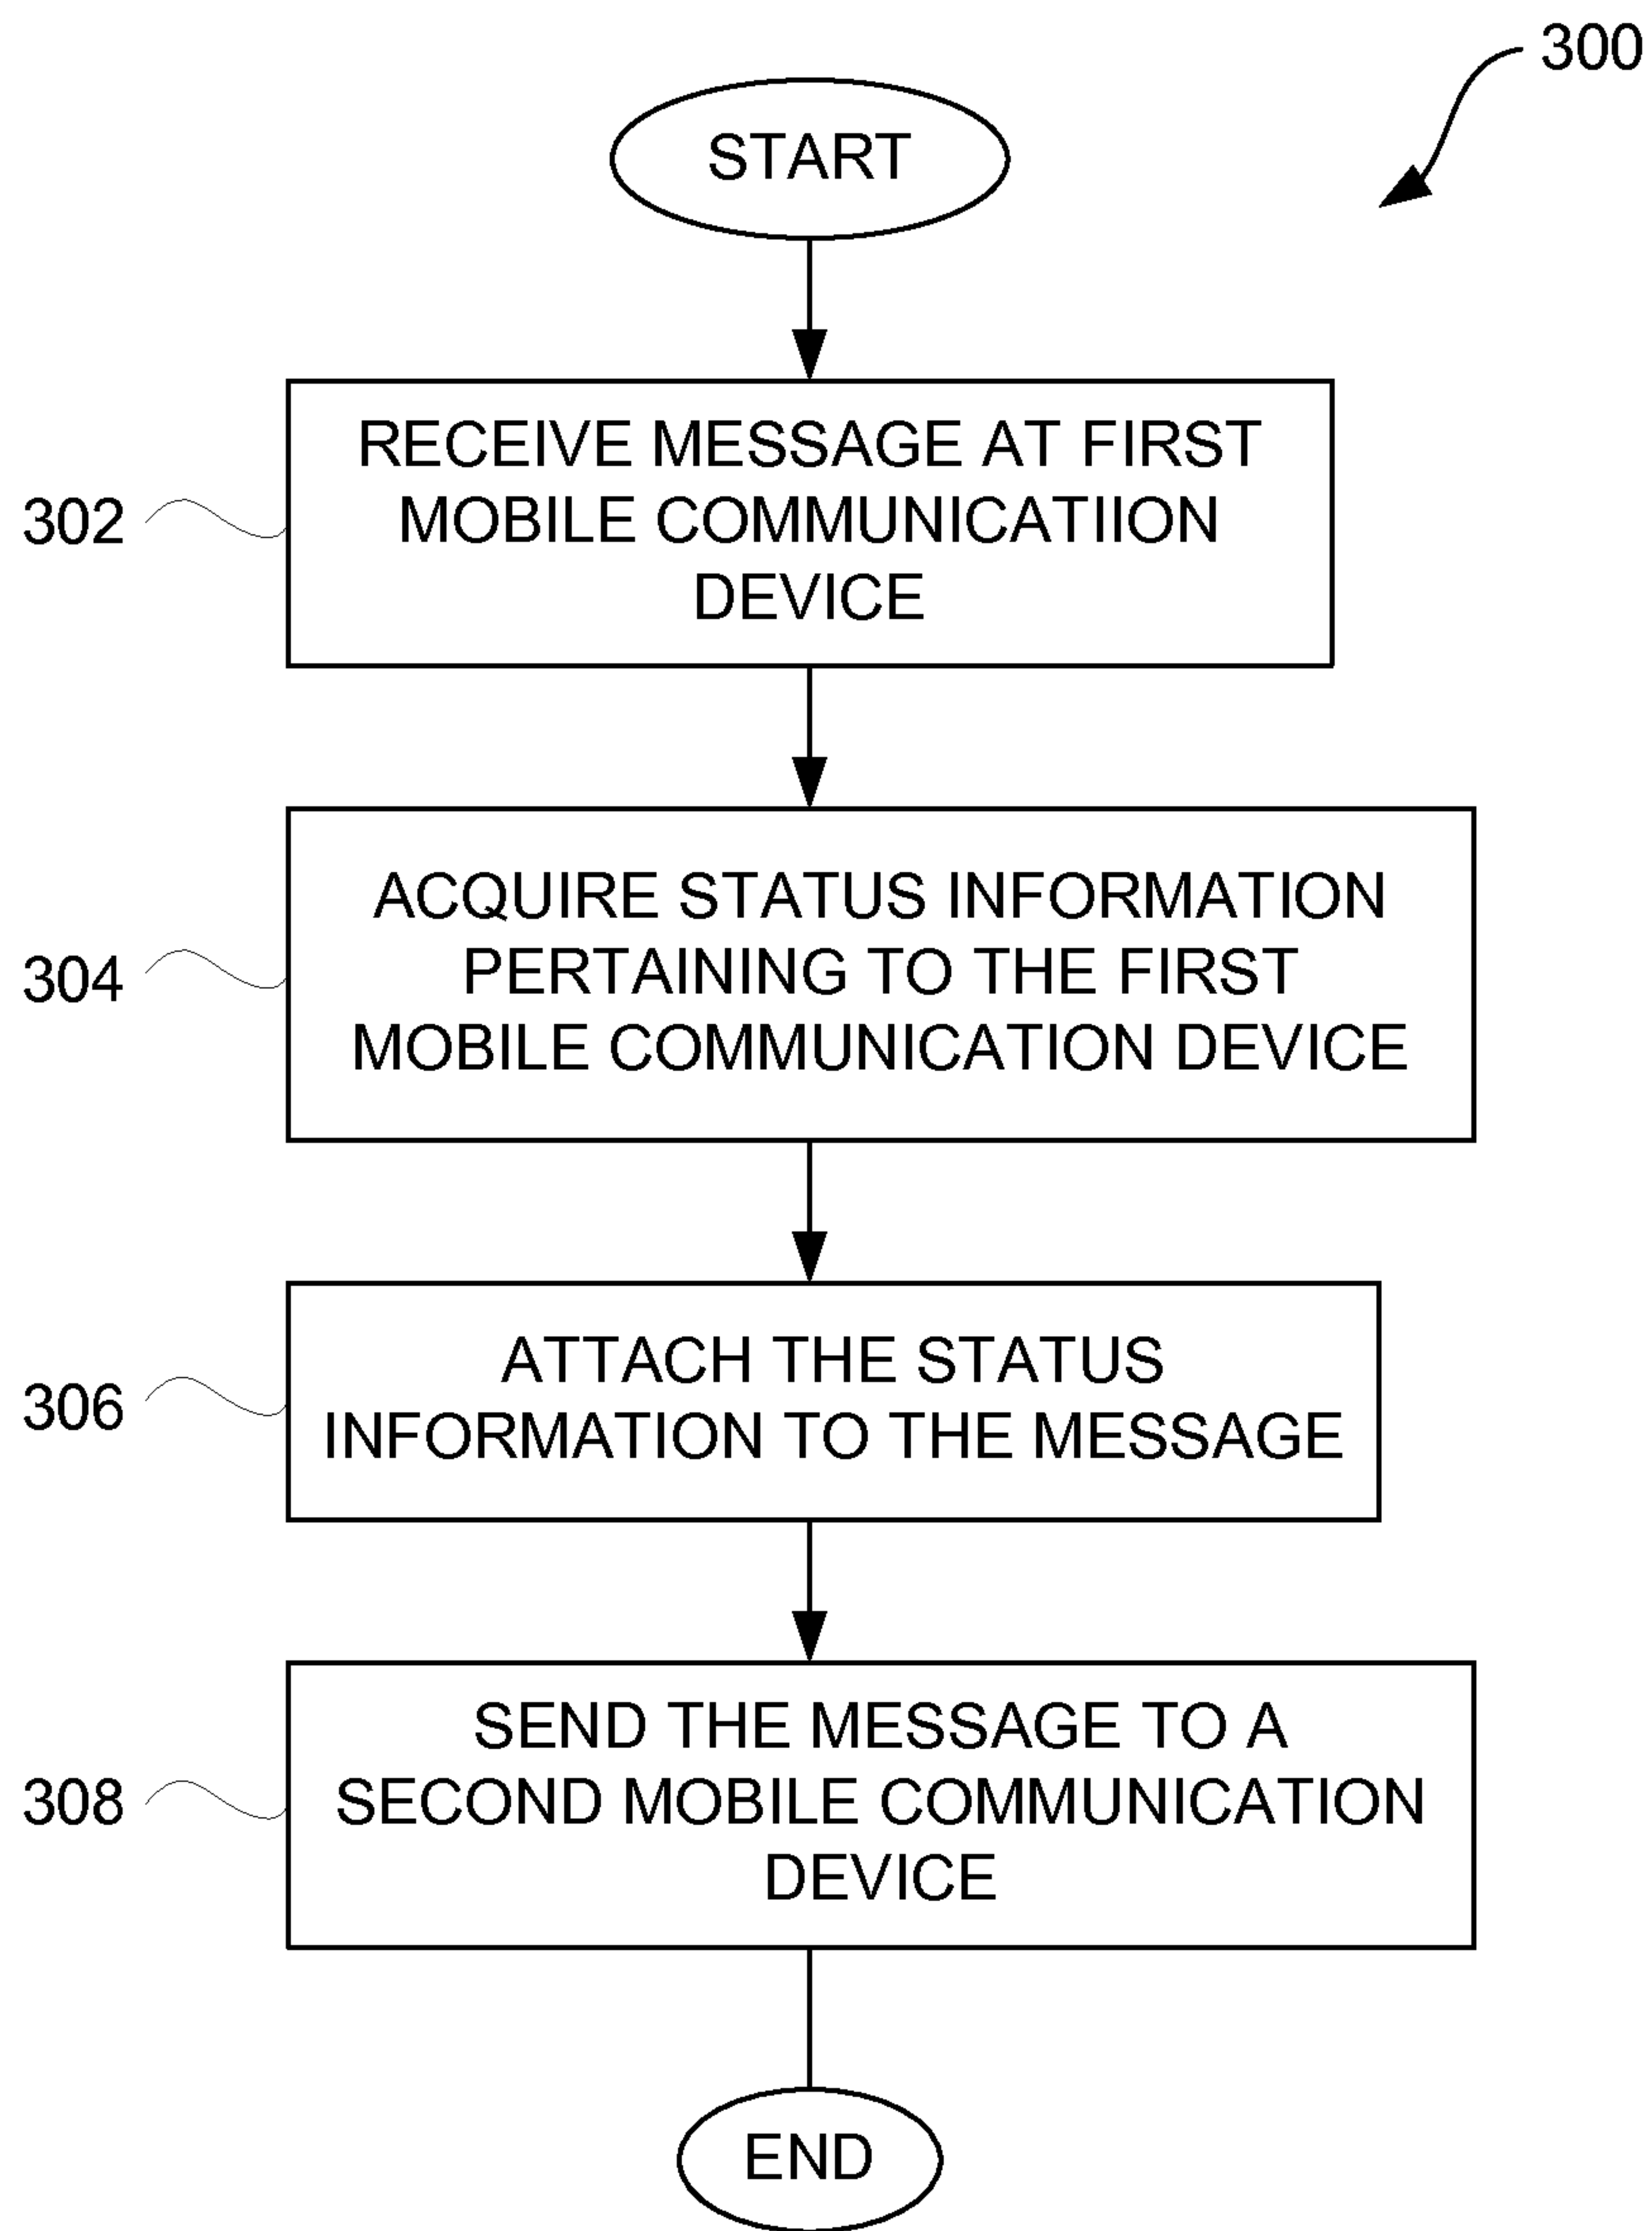 300
START
RECEIVE MESSAGE AT FIRST
MOBILE COMMUNICATIION
DEVICE
302
ACQUIRE STATUS INFORMATION
PERTAINING TO THE FIRST
MOBILE COMMUNICATION DEVICE
304
ATTACH THE STATUS
INFORMATION TO THE MESSAGE
306
SEND THE MESSAGE TO A
SECOND MOBILE COMMUNICATION
DEVICE
308
END